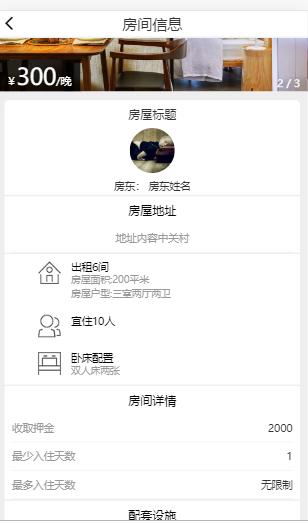 房间信息
¥300/晚
2 / 3
房屋标题
房东: 房东姓名
房屋地址
地址内容中关村
出租6间
房屋面积:200平米
房屋户型:三室两厅两卫
宜住10人
卧床配置
双人床两张
房间详情
收取押金 2000
最少入住天数 1
最多入住天数 无限制
配套设施